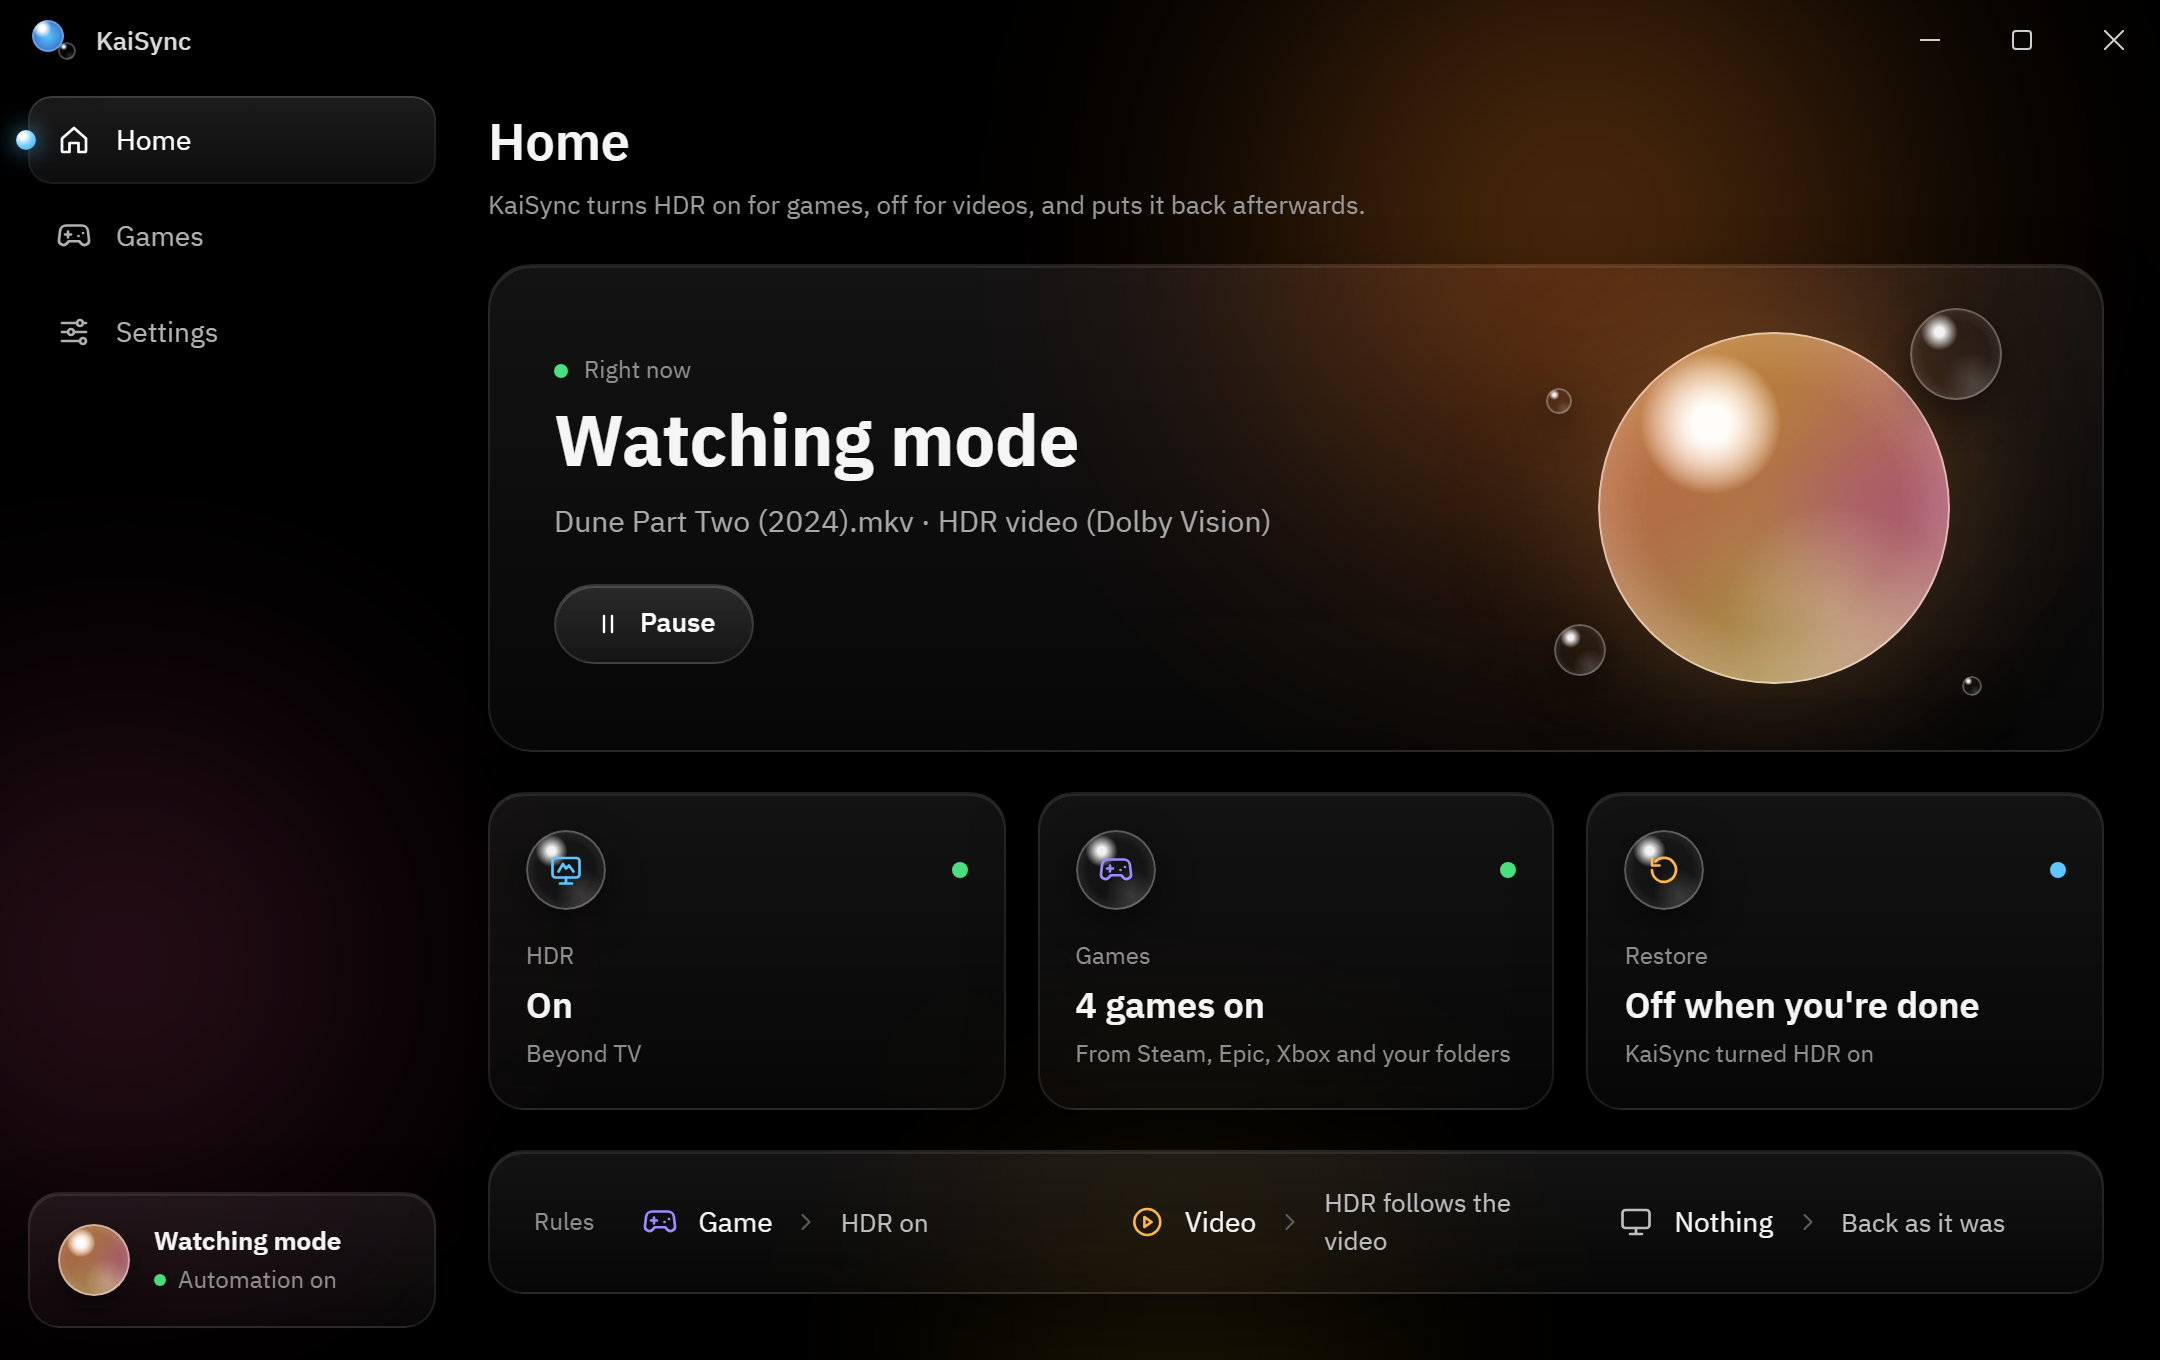 KaiSync
Home
Games
Settings
Home
KaiSync turns HDR on for games, off for videos, and puts it back afterwards.
Right now
Watching mode
Dune Part Two (2024).mkv · HDR video (Dolby Vision)
Pause
HDR
On
Beyond TV
Games
4 games on
From Steam, Epic, Xbox and your folders
Restore
Off when you're done
KaiSync turned HDR on
Rules
Game
HDR on
Video
HDR follows the
video
Nothing
Back as it was
Watching mode
Automation on